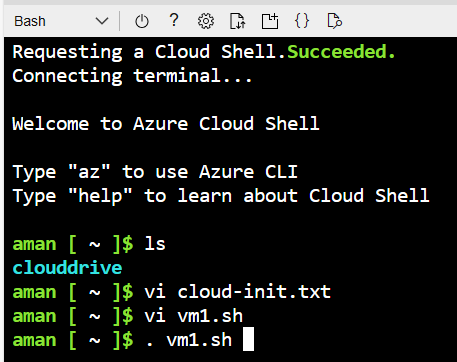 Bash
Requesting a Cloud Shell.Succeeded.
Connecting terminal...
Welcome to Azure Cloud Shell
Type "az" to use Azure CLI
Type "help" to learn about Cloud Shell
aman [ ~ ]$ ls
clouddrive
aman [ ~ ]$ vi cloud-init.txt
aman [ ~ ]$ vi vm1.sh
aman [ ~ ]$ . vm1.sh